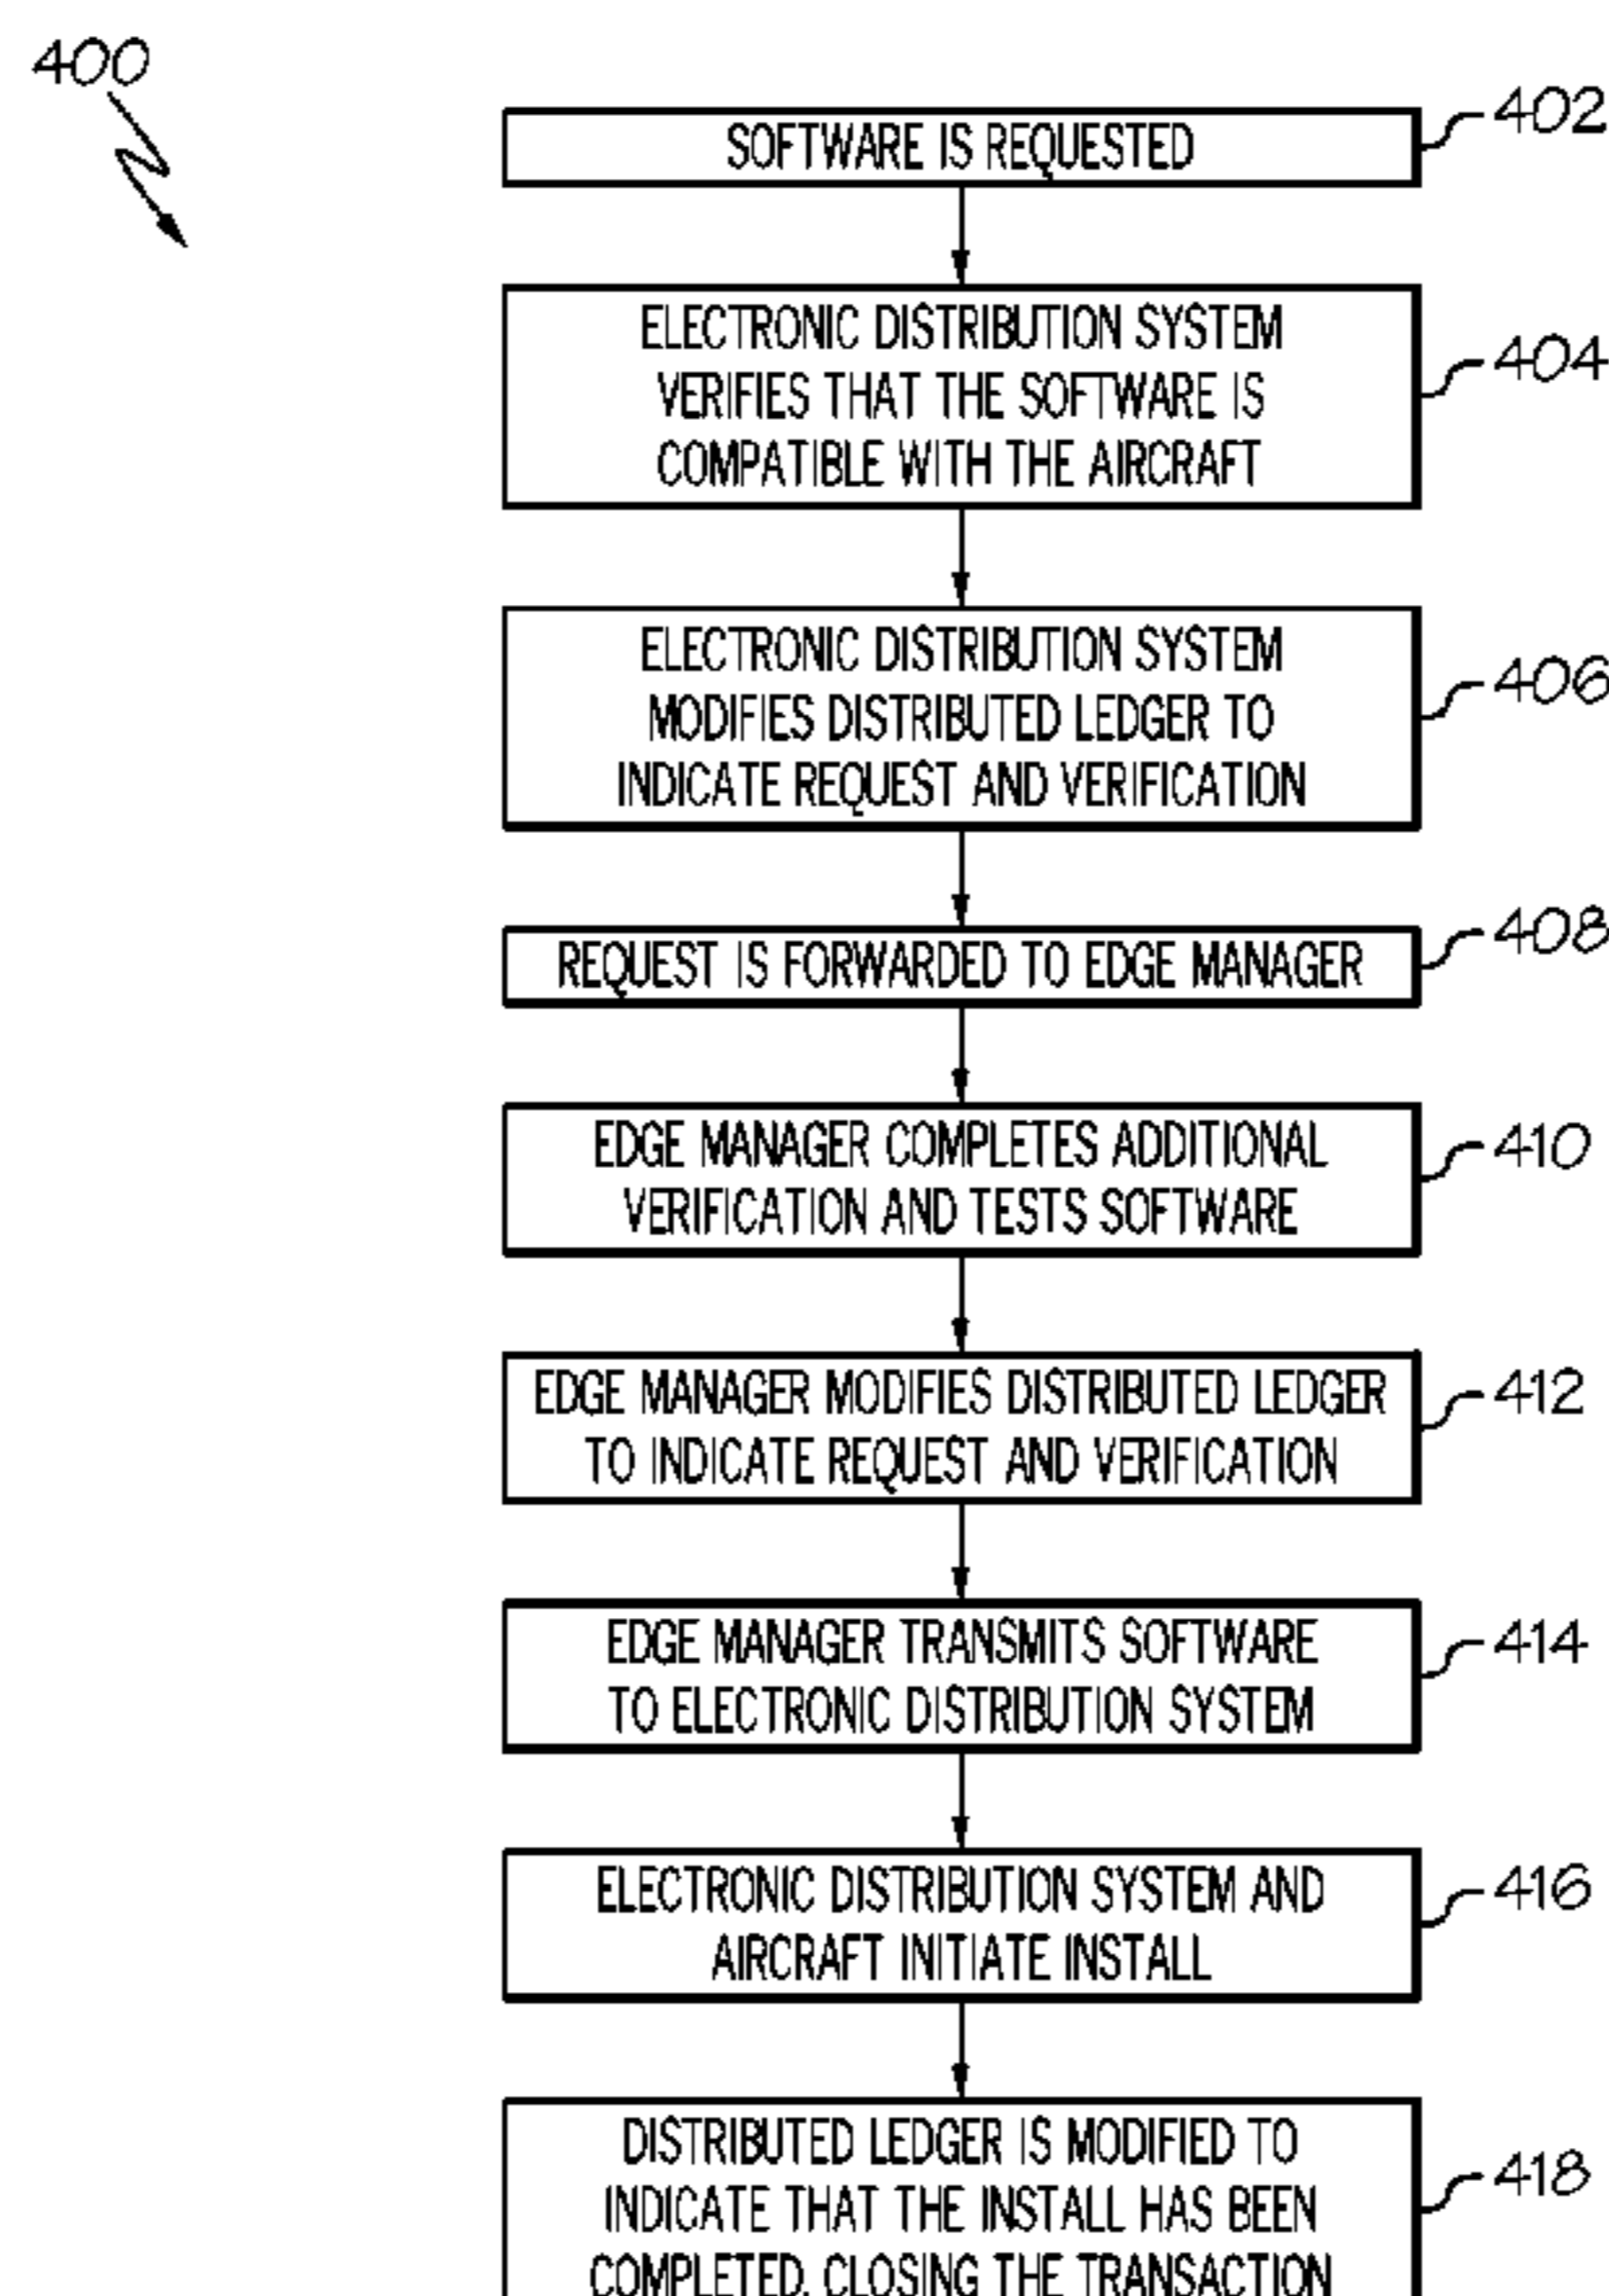 400
SOFTWARE IS REQUESTED
402
ELECTRONIC DISTRIBUTION SYSTEM
VERIFIES THAT THE SOFTWARE IS
COMPATIBLE WITH THE AIRCRAFT
404
ELECTRONIC DISTRIBUTION SYSTEM
MODIFIES DISTRIBUTED LEDGER TO
INDICATE REQUEST AND VERIFICATION
406
REQUEST IS FORWARDED TO EDGE MANAGER
408
EDGE MANAGER COMPLETES ADDITIONAL
VERIFICATION AND TESTS SOFTWARE
410
EDGE MANAGER MODIFIES DISTRIBUTED LEDGER
TO INDICATE REQUEST AND VERIFICATION
412
EDGE MANAGER TRANSMITS SOFTWARE
TO ELECTRONIC DISTRIBUTION SYSTEM
414
ELECTRONIC DISTRIBUTION SYSTEM AND
AIRCRAFT INITIATE INSTALL
416
DISTRIBUTED LEDGER IS MODIFIED TO
INDICATE THAT THE INSTALL HAS BEEN
COMPLETED, CLOSING THE TRANSACTION
418